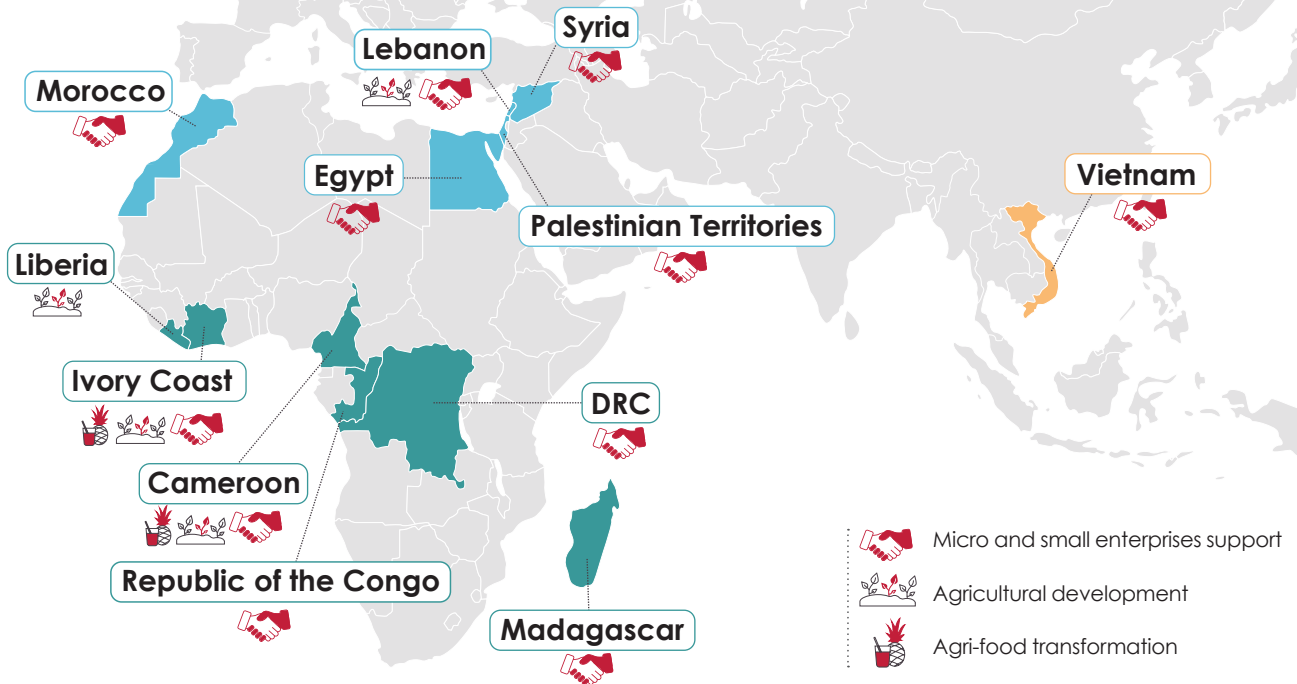 Syria
Lebanon
Morocco
Egypt
Vietnam
Palestinian Territories
Liberia
Ivory Coast
DRC
Cameroon
Republic of the Congo
Madagascar
Micro and small enterprises support
Agricultural development
Agri-food transformation